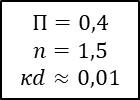 П = 0,4
n = 1,5
κd ≈ 0,01